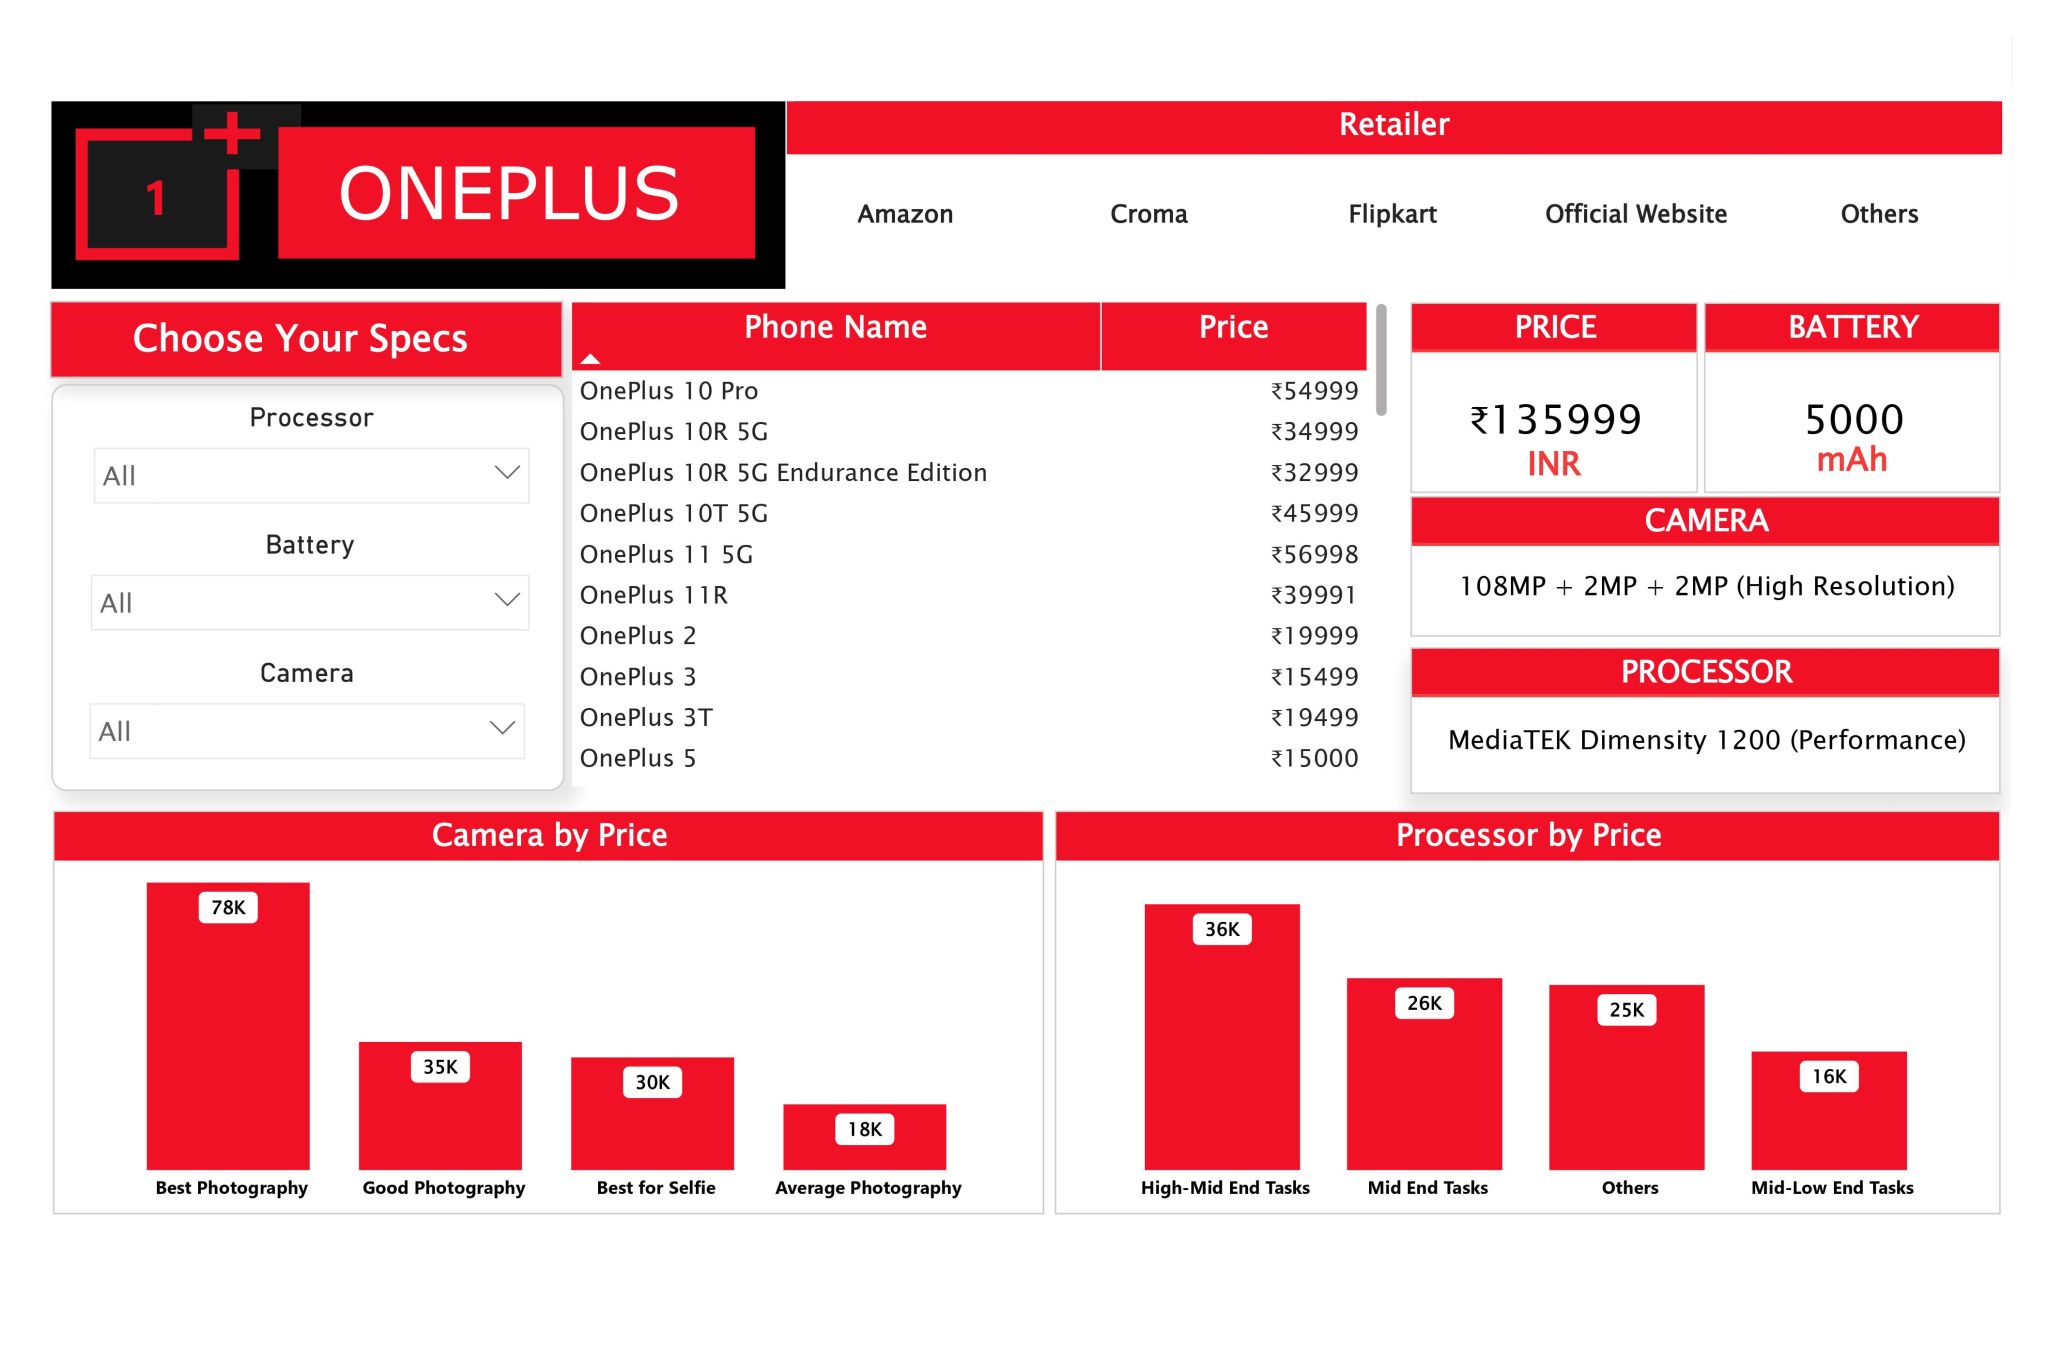 1
+
ONEPLUS
Retailer
Amazon Croma Flipkart Official Website Others
Choose Your Specs
Processor
All
Battery
All
Camera
All
Phone Name Price
OnePlus 10 Pro ₹54999
OnePlus 10R 5G ₹34999
OnePlus 10R 5G Endurance Edition ₹32999
OnePlus 10T 5G ₹45999
OnePlus 11 5G ₹56998
OnePlus 11R ₹39991
OnePlus 2 ₹19999
OnePlus 3 ₹15499
OnePlus 3T ₹19499
OnePlus 5 ₹15000
PRICE
₹135999
INR
BATTERY
5000
mAh
CAMERA
108MP + 2MP + 2MP (High Resolution)
PROCESSOR
MediaTEK Dimensity 1200 (Performance)
Camera by Price
78K
35K
30K
18K
Best Photography Good Photography Best for Selfie Average Photography
Processor by Price
36K
26K
25K
16K
High-Mid End Tasks Mid End Tasks Others Mid-Low End Tasks